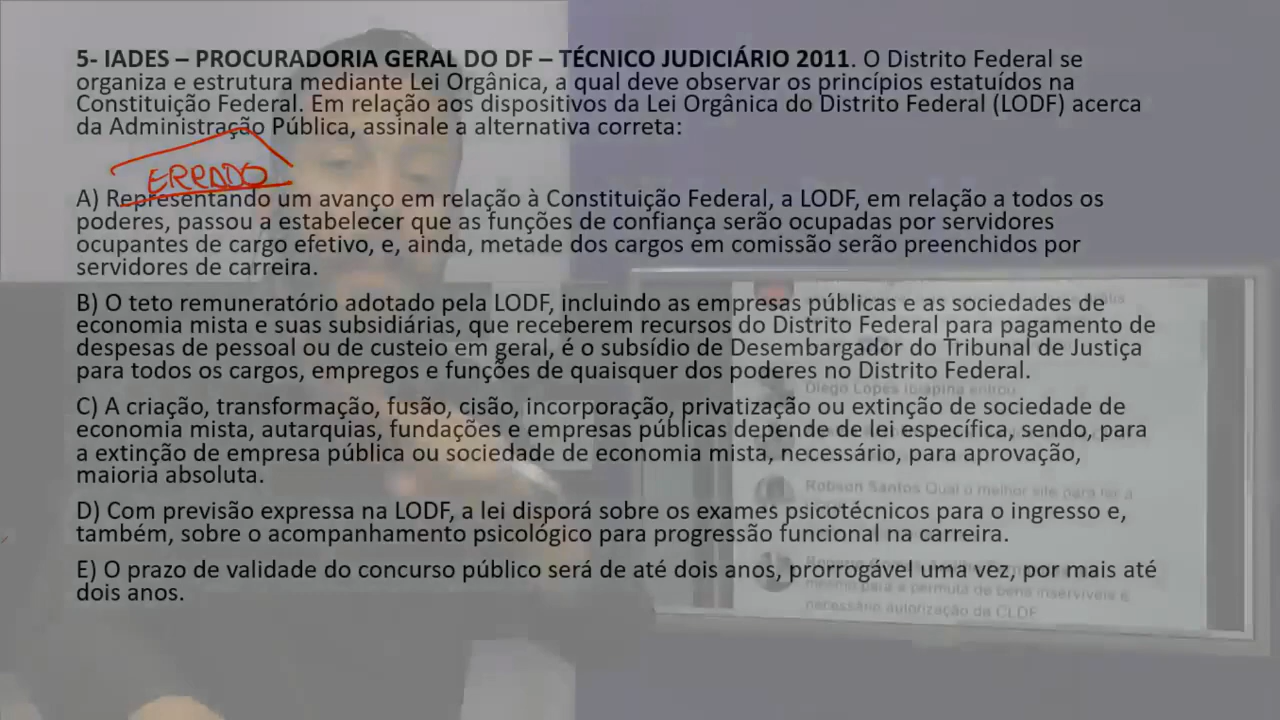 5- IADES – PROCURADORIA GERAL DO DF – TÉCNICO JUDICIÁRIO 2011. O Distrito Federal se
organiza e estrutura mediante Lei Orgânica, a qual deve observar os princípios estatuídos na
Constituição Federal. Em relação aos dispositivos da Lei Orgânica do Distrito Federal (LODF) acerca
da Administração Pública, assinale a alternativa correta:
ERRADO
A) Representando um avanço em relação à Constituição Federal, a LODF, em relação a todos os
poderes, passou a estabelecer que as funções de confiança serão ocupadas por servidores
ocupantes de cargo efetivo, e, ainda, metade dos cargos em comissão serão preenchidos por
servidores de carreira.
B) O teto remuneratório adotado pela LODF, incluindo as empresas públicas e as sociedades de
economia mista e suas subsidiárias, que receberem recursos do Distrito Federal para pagamento de
despesas de pessoal ou de custeio em geral, é o subsídio de Desembargador do Tribunal de Justiça
para todos os cargos, empregos e funções de quaisquer dos poderes no Distrito Federal.
Diego Lopes Ibiapina entrou
C) A criação, transformação, fusão, cisão, incorporação, privatização ou extinção de sociedade de
economia mista, autarquias, fundações e empresas públicas depende de lei específica, sendo, para
a extinção de empresa pública ou sociedade de economia mista, necessário, para aprovação,
maioria absoluta.
Robson Santos Qual o melhor site para ler a
D) Com previsão expressa na LODF, a lei disporá sobre os exames psicotécnicos para o ingresso e,
também, sobre o acompanhamento psicológico para progressão funcional na carreira.
E) O prazo de validade do concurso público será de até dois anos, prorrogável uma vez, por mais até
dois anos.
mesmo para a permuta de bens inservíveis é
necessário autorização da CLDF